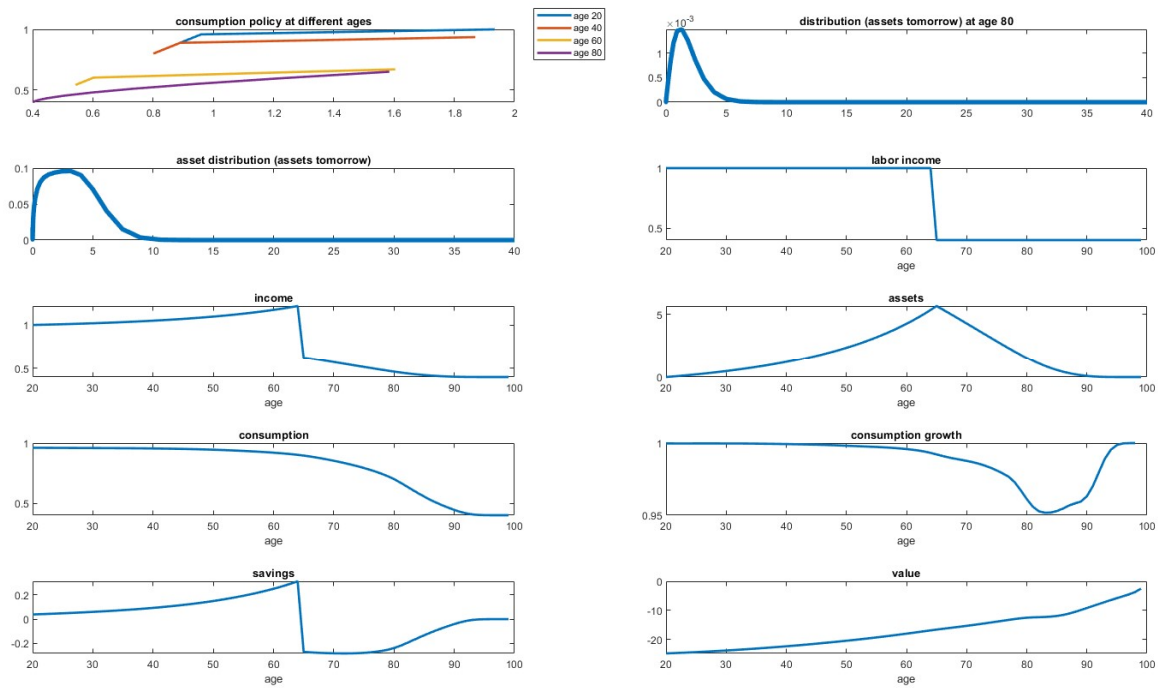 consumption policy at different ages
1
0.5
0.4 0.6 0.8 1 1.2 1.4 1.6 1.8 2
age 20
age 40
age 60
age 80
distribution (assets tomorrow) at age 80
×10⁻³
1
0.5
0
0 5 10 15 20 25 30 35 40
asset distribution (assets tomorrow)
0.1
0.05
0
0 5 10 15 20 25 30 35 40
labor income
1
0.5
20 30 40 50 60 70 80 90 100
age
income
1
0.5
20 30 40 50 60 70 80 90 100
age
assets
5
0
20 30 40 50 60 70 80 90 100
age
consumption
1
0.5
20 30 40 50 60 70 80 90 100
age
consumption growth
1
0.95
20 30 40 50 60 70 80 90 100
age
savings
0.2
0
-0.2
20 30 40 50 60 70 80 90 100
age
value
0
-10
-20
20 30 40 50 60 70 80 90 100
age